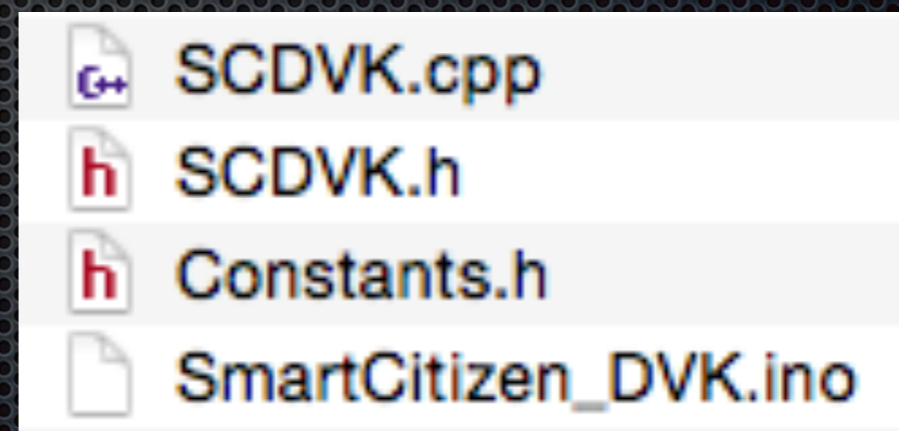 C++ SCDVK.cpp
h SCDVK.h
h Constants.h
SmartCitizen_DVK.ino